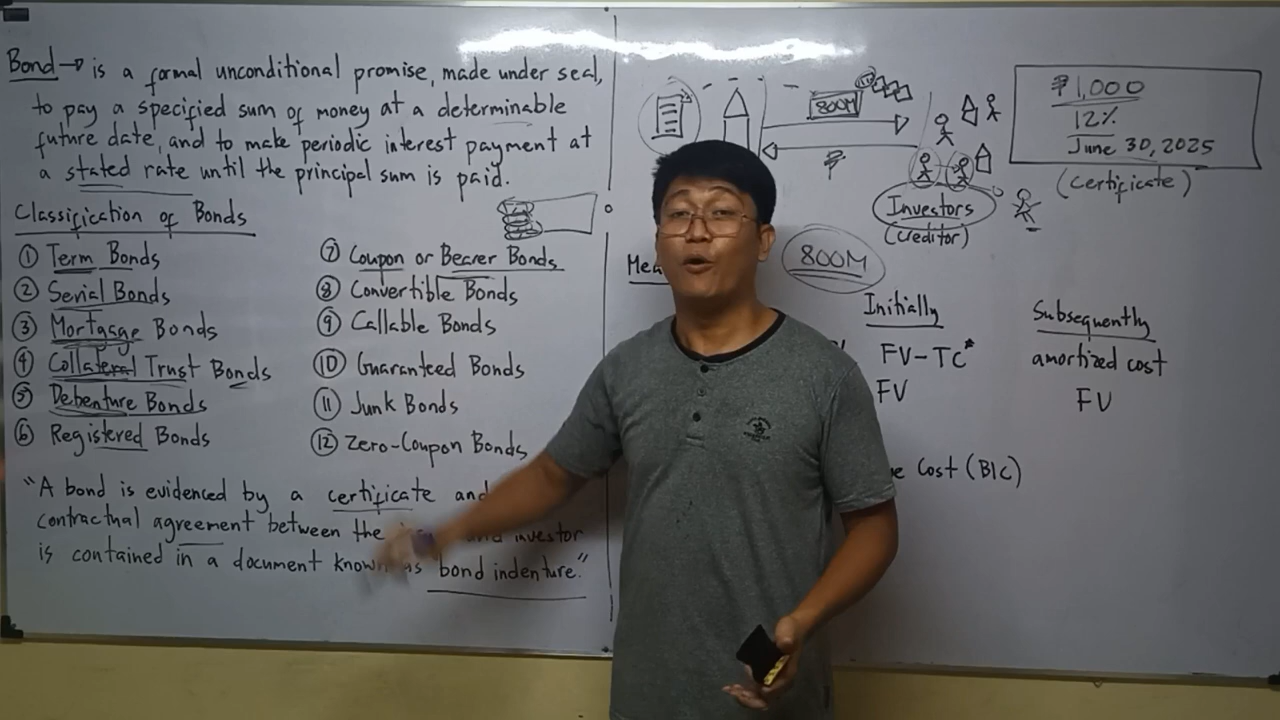 Bond → is a formal unconditional promise, made under seal,
to pay a specified sum of money at a determinable
future date, and to make periodic interest payment at
a stated rate until the principal sum is paid.
Classification of Bonds
① Term Bonds
② Serial Bonds
③ Mortgage Bonds
④ Collateral Trust Bonds
⑤ Debenture Bonds
⑥ Registered Bonds
⑦ Coupon or Bearer Bonds
⑧ Convertible Bonds
⑨ Callable Bonds
⑩ Guaranteed Bonds
⑪ Junk Bonds
⑫ Zero-Coupon Bonds
"A bond is evidenced by a certificate and
contractual agreement between the and investor
is contained in a document known as "bond indenture."
800M
₱
₱1,000
12%
June 30, 2025
(certificate)
Investors
(creditor)
800M
Mea
Initially
FV-TC*
FV
Subsequently
amortized cost
FV
Cost (BIC)